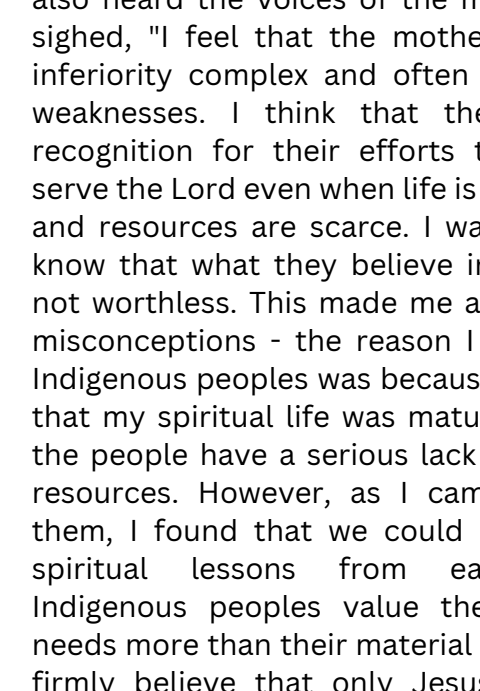 also heard the voices of the
sighed, "I feel that the
inferiority complex and often
weaknesses. I think that
recognition for their efforts
serve the Lord even when life is
and resources are scarce. I
know that what they believe
not worthless. This made me
misconceptions - the reason I
Indigenous peoples was
that my spiritual life was
the people have a serious lack
resources. However, as I
them, I found that we could
spiritual lessons from
Indigenous peoples value
needs more than their material
firmly believe that only